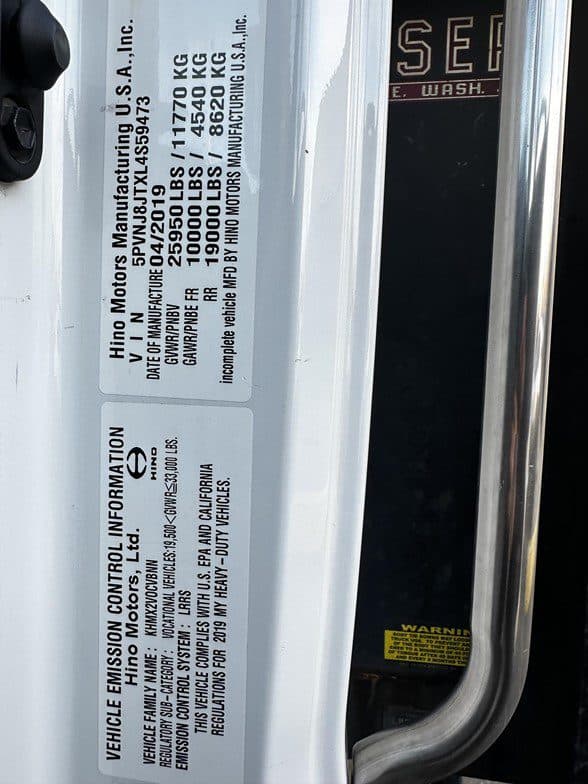 Hino Motors Manufacturing U.S.A.,Inc.
VIN 5PVNJ8JTXL4S59473
DATE OF MANUFACTURE 04/2019
GVWR/PNBV 25950 LBS / 11770 KG
GAWR/PNBE FR 10000 LBS / 4540 KG
RR 19000 LBS / 8620 KG
incomplete vehicle MFD BY HINO MOTORS MANUFACTURING U.S.A.,Inc.
VEHICLE EMISSION CONTROL INFORMATION
Hino Motors, Ltd.
HINO
VEHICLE FAMILY NAME : KHMX2VOCVBNN
REGULATORY SUB-CATEGORY : VOCATIONAL VEHICLES:19,500<GVWR≦33,000 LBS.
EMISSION CONTROL SYSTEM : LRRS
THIS VEHICLE COMPLIES WITH U.S. EPA AND CALIFORNIA
REGULATIONS FOR 2019 MY HEAVY-DUTY VEHICLES.
SER
E, WASH.
WARNIN